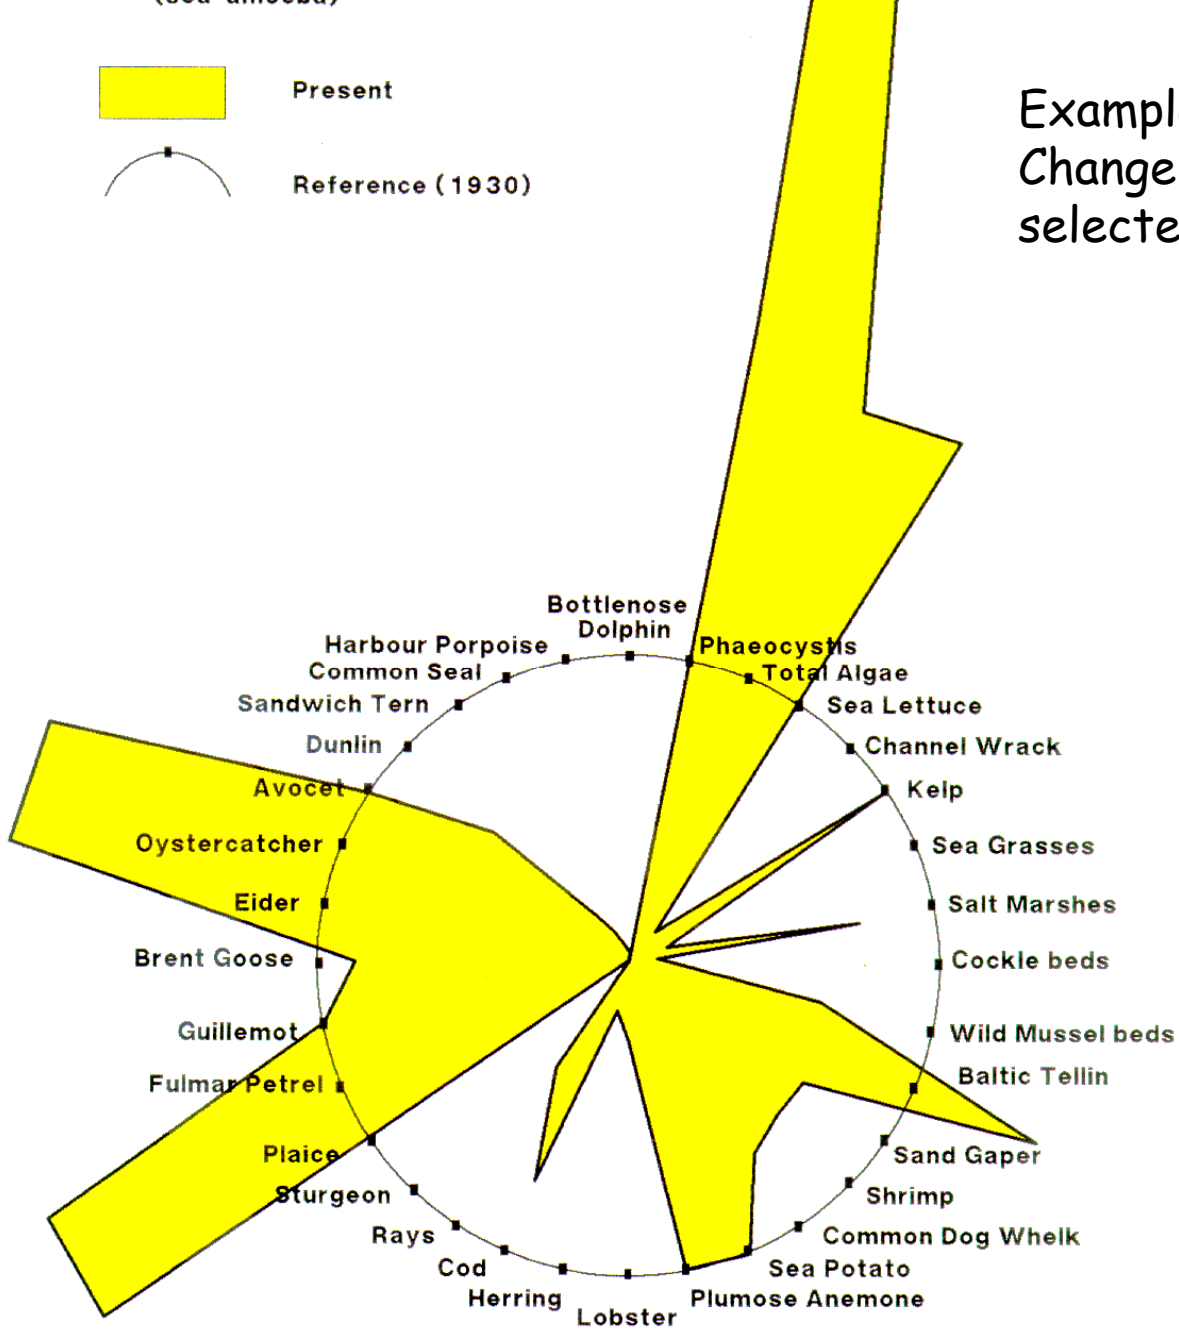 (sea-amoeba)
Present
Reference (1930)
Change
Bottlenose
Dolphin
Harbour Porpoise
Common Seal
Sandwich Tern
Dunlin
Avocet
Oystercatcher
Eider
Brent Goose
Guillemot
Fulmar Petrel
Plaice
Sturgeon
Rays
Cod
Herring
Lobster
Phaeocystis
Total Algae
Sea Lettuce
Channel Wrack
Kelp
Sea Grasses
Salt Marshes
Cockle beds
Wild Mussel beds
Baltic Tellin
Sand Gaper
Shrimp
Common Dog Whelk
Sea Potato
Plumose Anemone